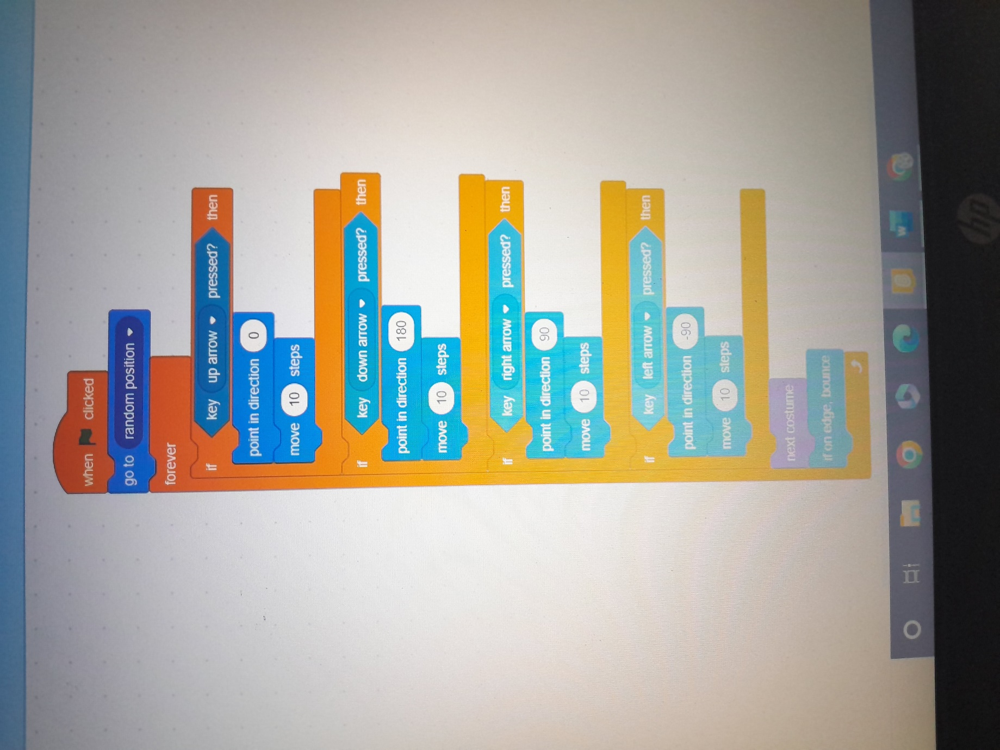 when clicked
go to random position
forever
if key up arrow pressed? then
point in direction 0
move 10 steps
if key down arrow pressed? then
point in direction 180
move 10 steps
if key right arrow pressed? then
point in direction 90
move 10 steps
if key left arrow pressed? then
point in direction -90
move 10 steps
next costume
if on edge, bounce
W
hp